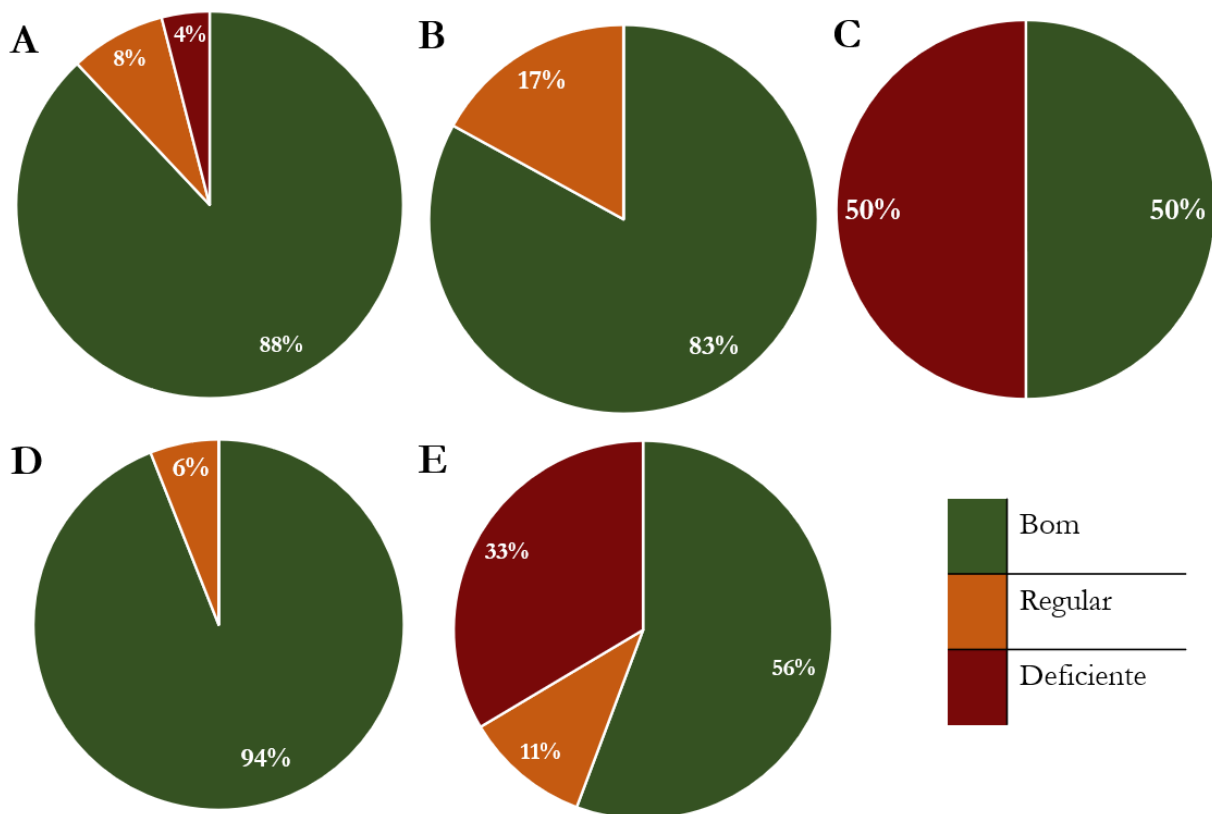 A
4%
8%
88%
B
17%
83%
C
50%
50%
D
6%
94%
E
33%
11%
56%
Bom
Regular
Deficiente